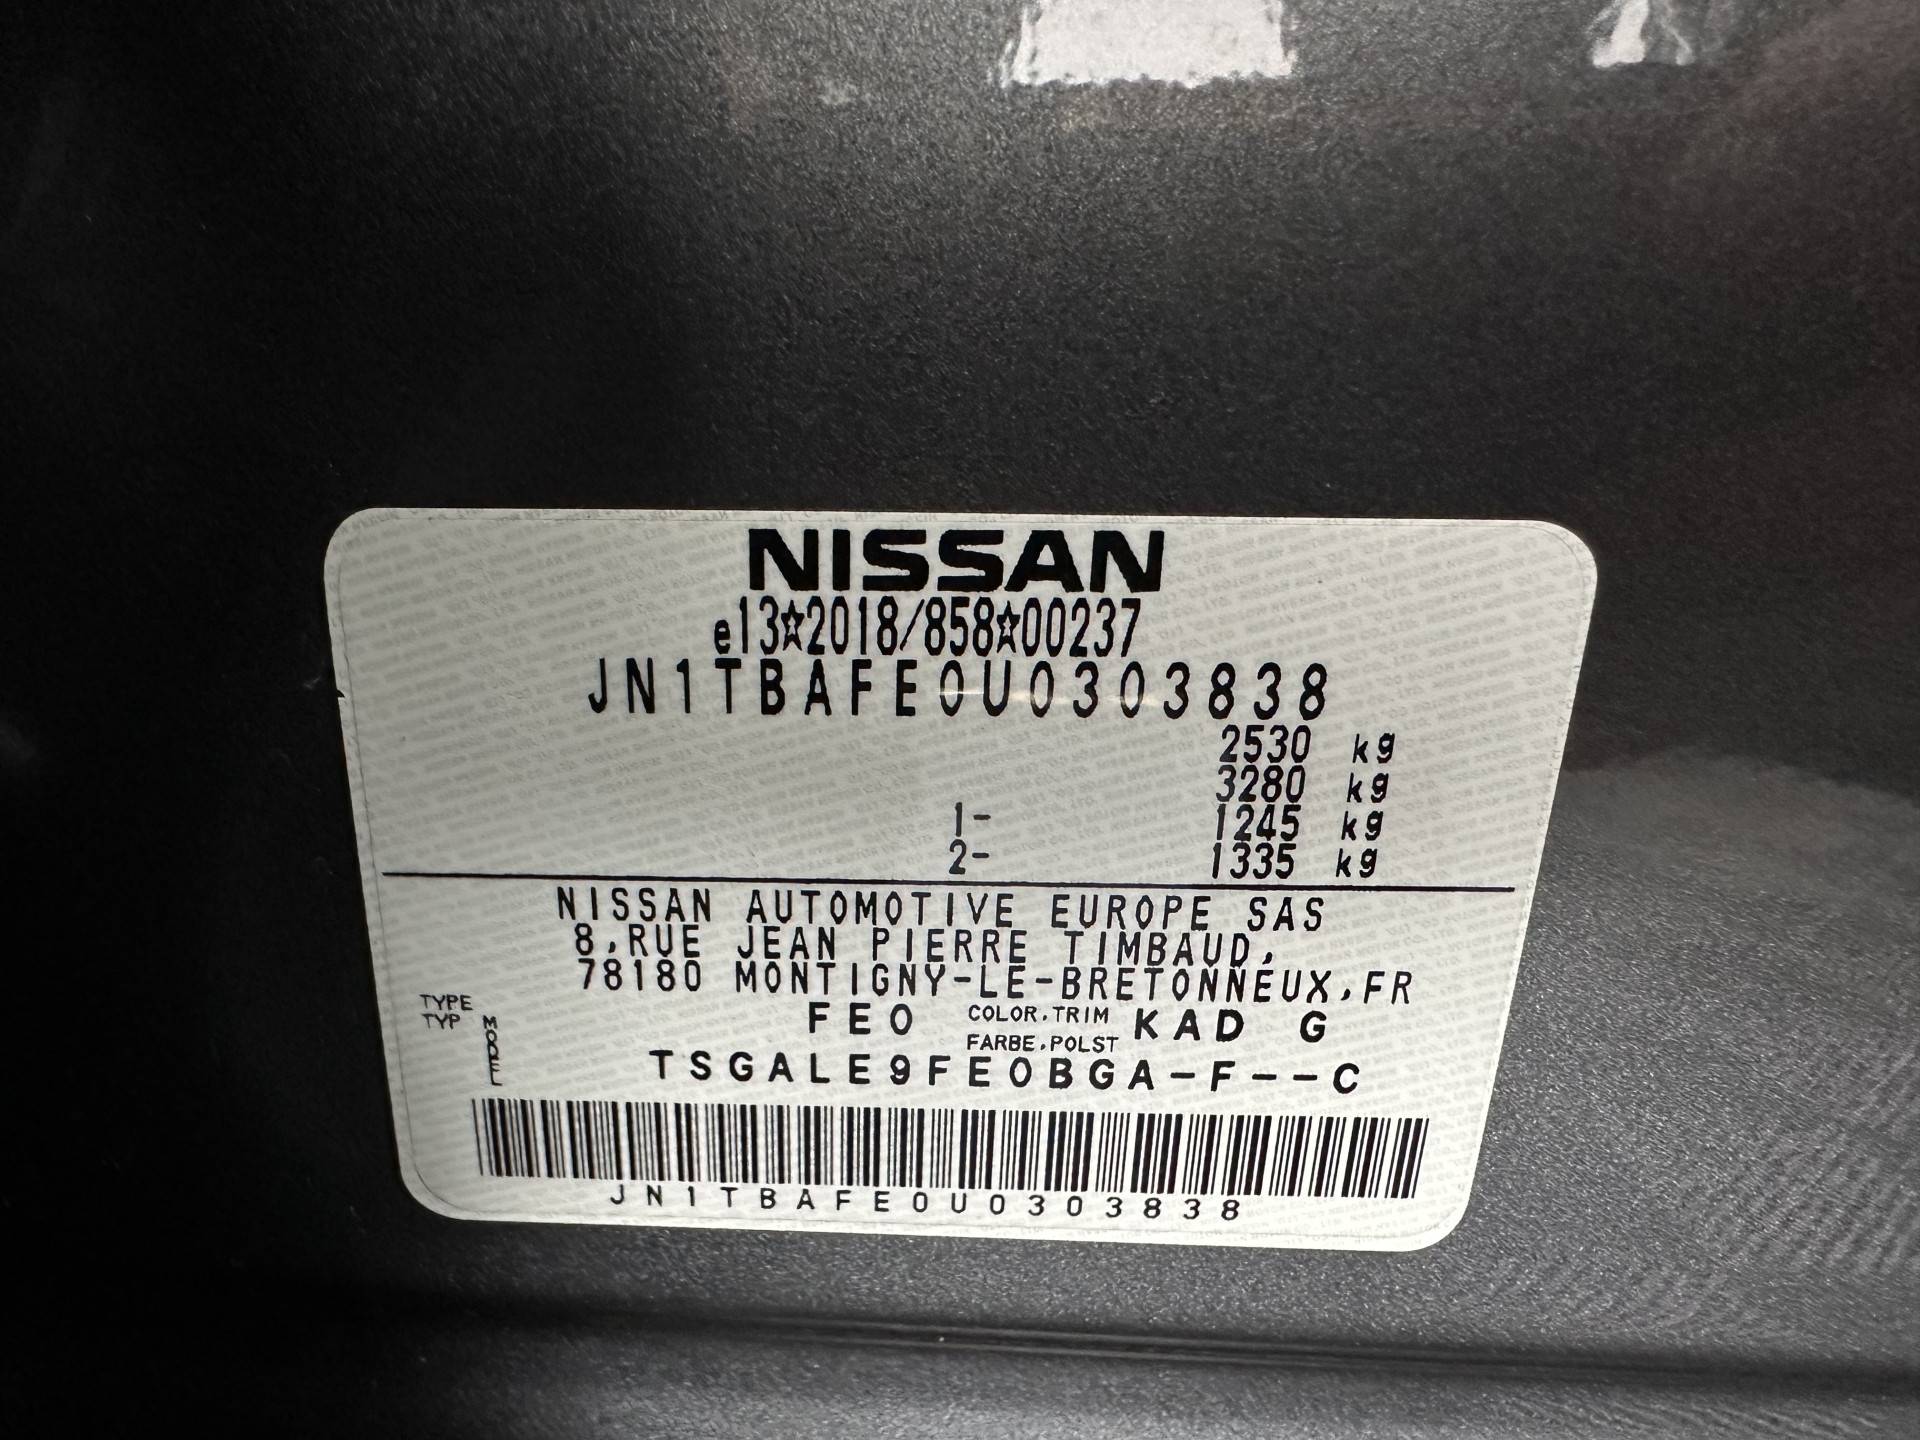 NISSAN
e13☆2018/858☆00237
JN1TBAFE0U0303838
2530 kg
3280 kg
1- 1245 kg
2- 1335 kg
NISSAN AUTOMOTIVE EUROPE SAS
8,RUE JEAN PIERRE TIMBAUD,
78180 MONTIGNY-LE-BRETONNEUX,FR
TYPE FE0 COLOR.TRIM KAD G
TYP FARBE.POLST
MODEL TSGALE9FE0BGA-F--C
JN1TBAFE0U0303838